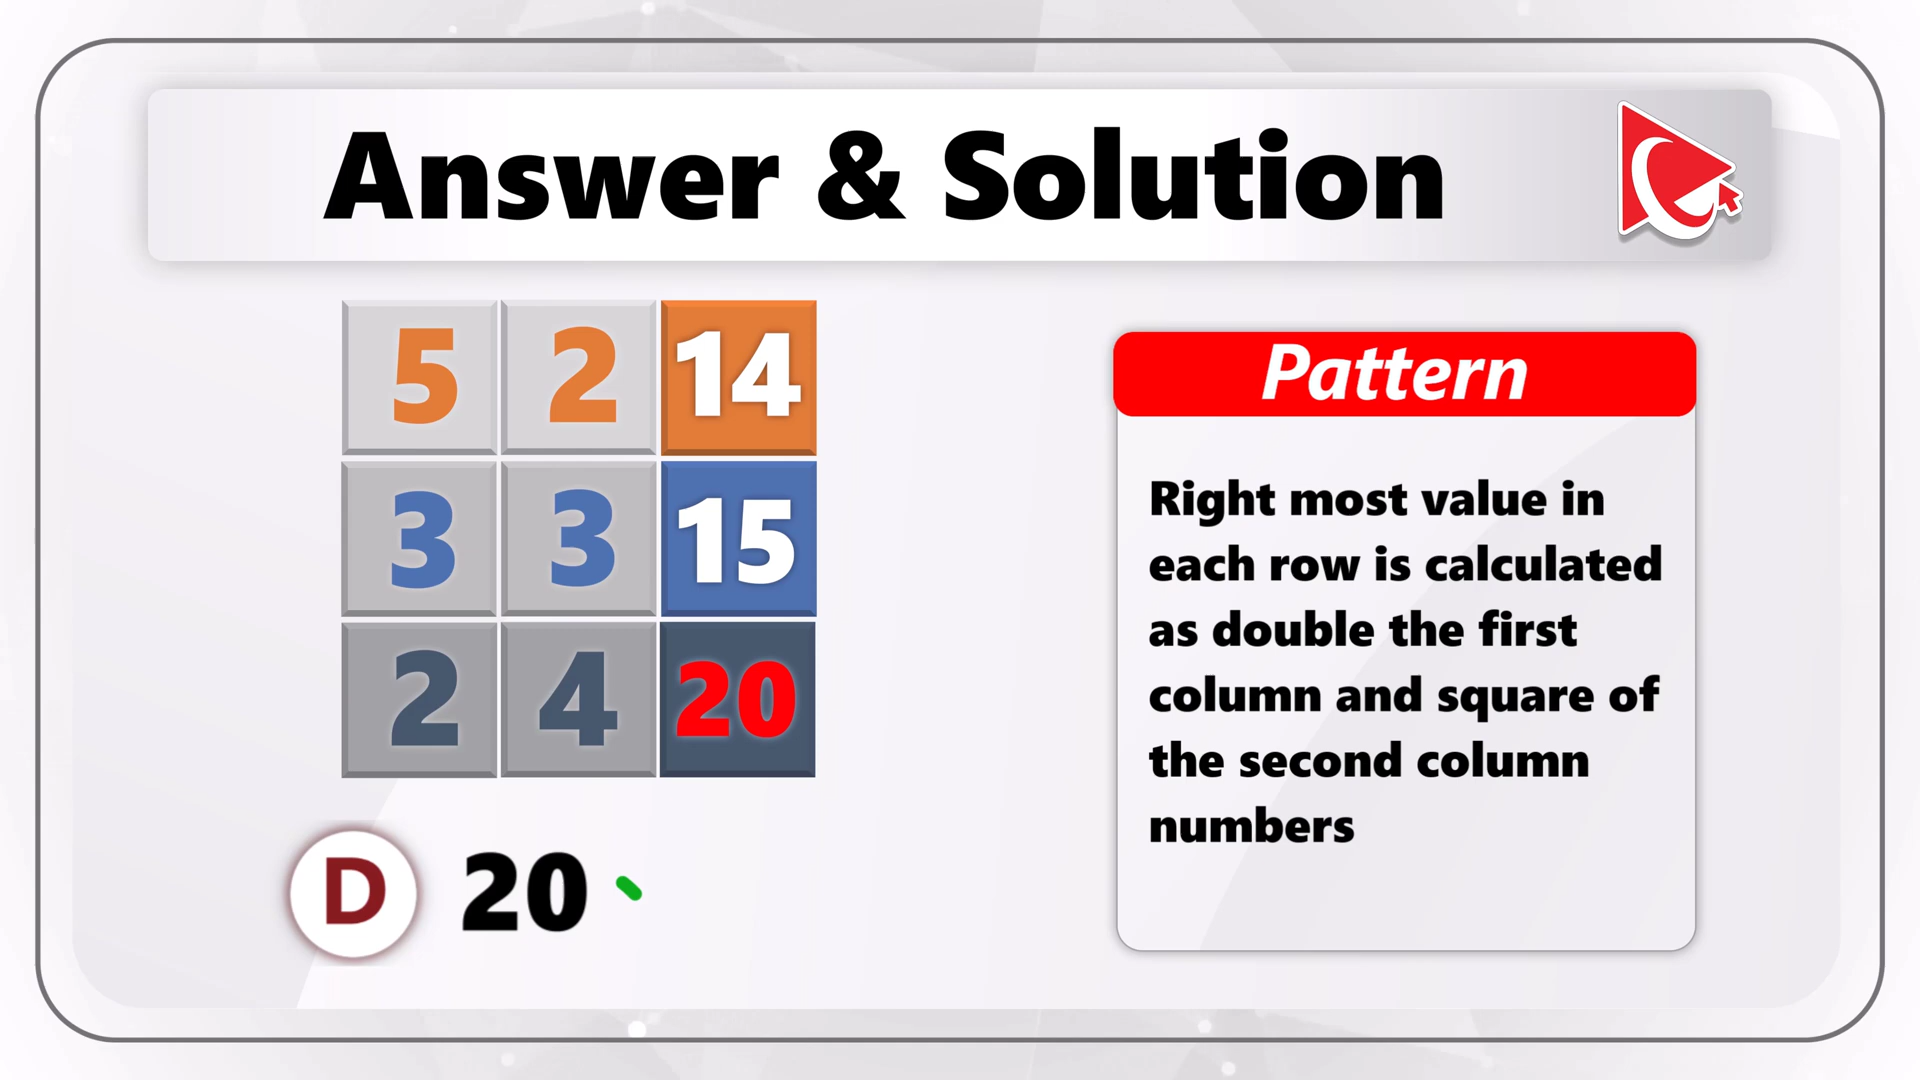 Answer & Solution
5 2 14
3 3 15
2 4 20
D 20
Pattern
Right most value in
each row is calculated
as double the first
column and square of
the second column
numbers